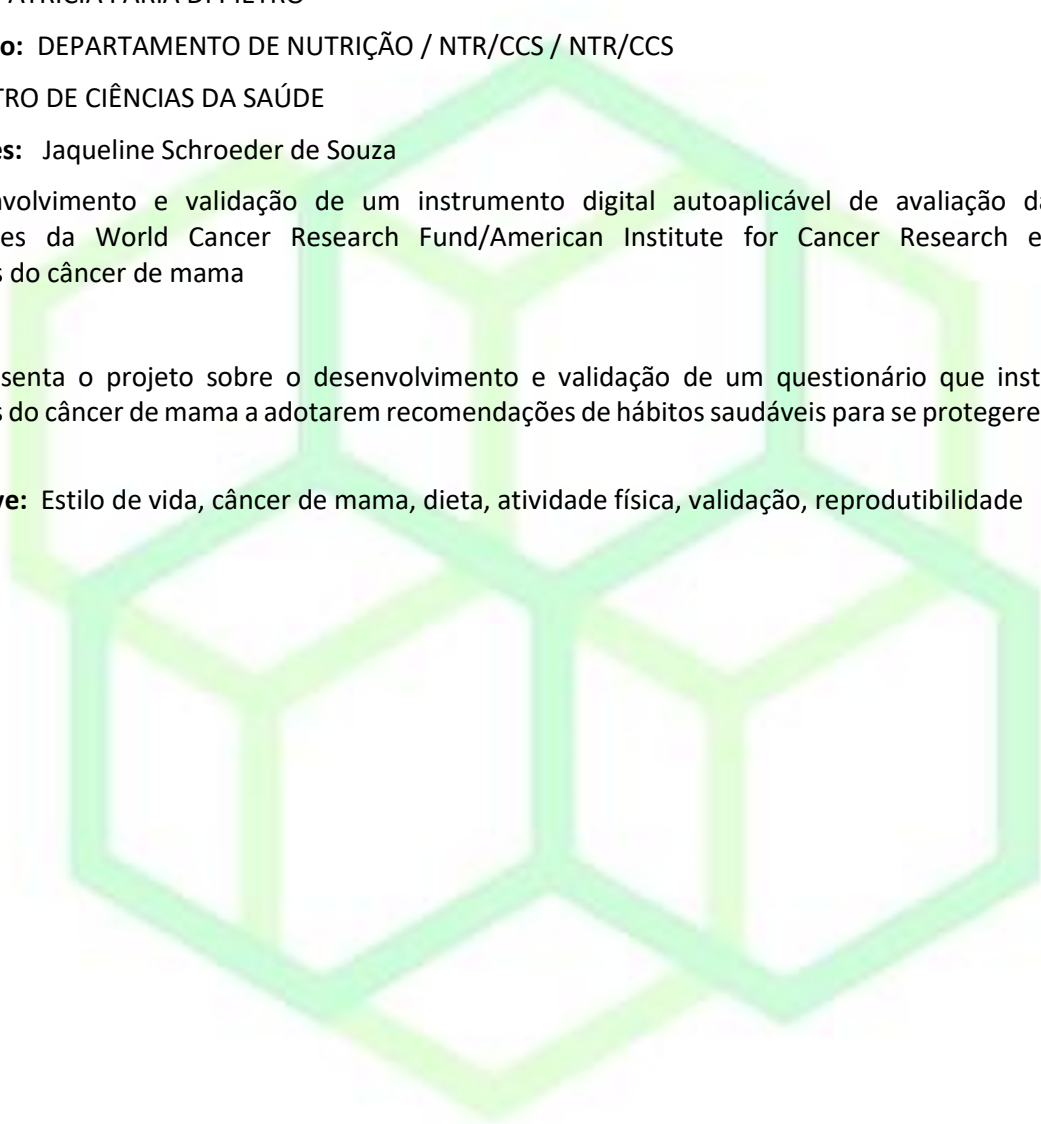 ATRICIA FARIA DI PIETRO
o: DEPARTAMENTO DE NUTRIÇÃO / NTR/CCS / NTR/CCS
TRO DE CIÊNCIAS DA SAÚDE
es: Jaqueline Schroeder de Souza
volvimento e validação de um instrumento digital autoaplicável de avaliação da
es da World Cancer Research Fund/American Institute for Cancer Research e
s do câncer de mama
senta o projeto sobre o desenvolvimento e validação de um questionário que inst
s do câncer de mama a adotarem recomendações de hábitos saudáveis para se protegere
ve: Estilo de vida, câncer de mama, dieta, atividade física, validação, reprodutibilidade